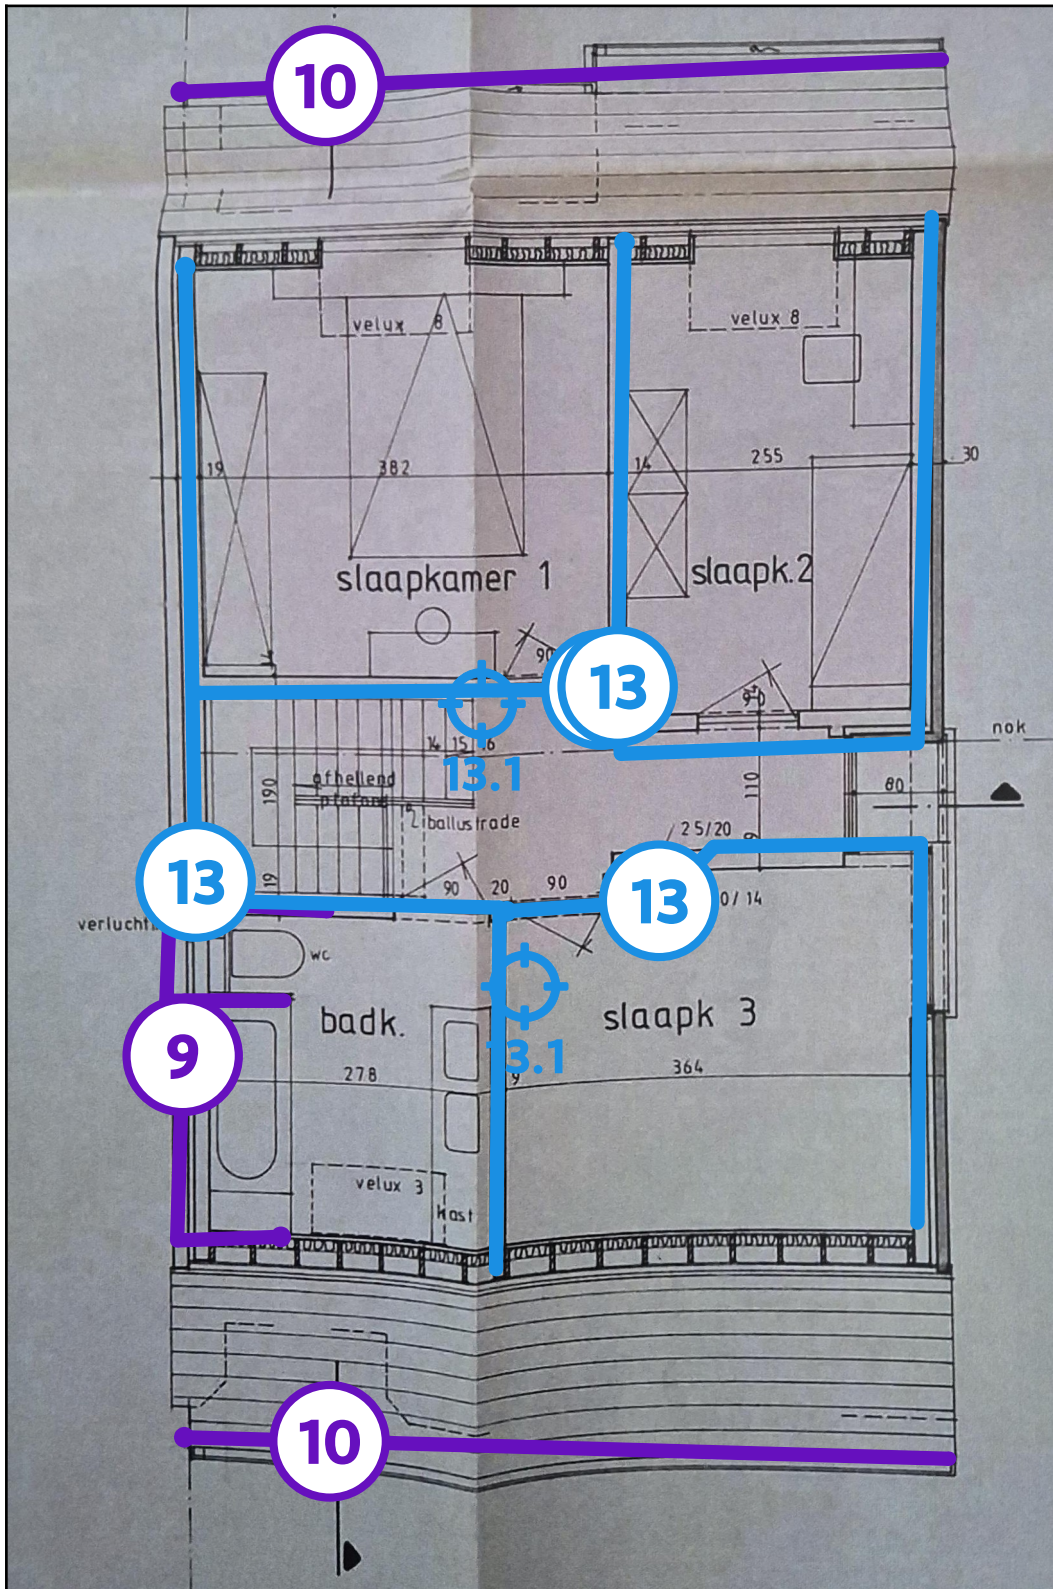 10
velux 8
velux 8
19
382
14
255
30
slaapkamer 1
slaapk.2
90
13
90
nok
14 15 16
13.1
afhellend
plafond
190
110
80
ballustrade
25/20
19
13
90
20
90
13
0/14
verlucht
wc
badk.
slaapk 3
9
13.1
278
9
364
velux 3
kast
10